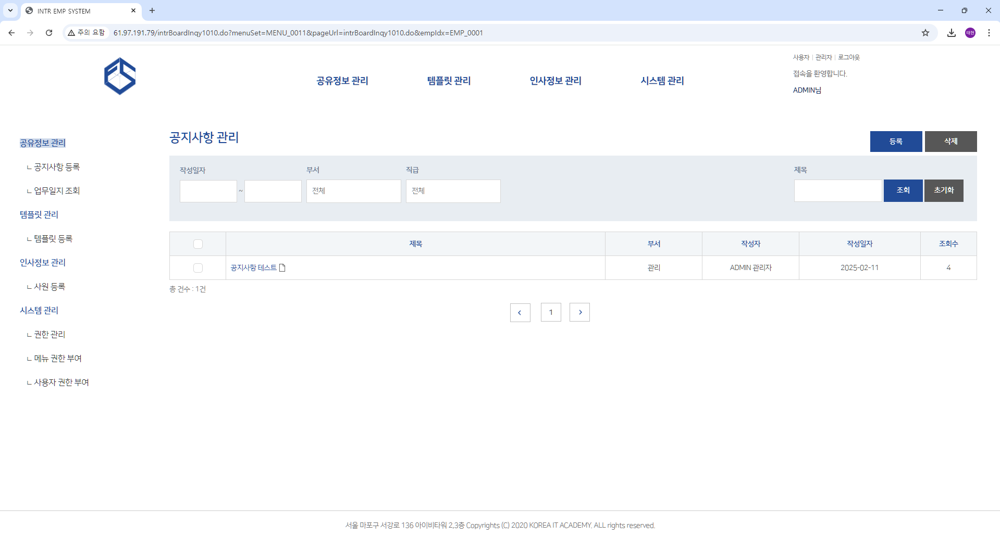 INTR EMP SYSTEM
주의 요함
61.97.191.79/intrBoardInqy1010.do?menuSet=MENU_0011&pageUrl=intrBoardInqy1010.do&empIdx=EMP_0001
태현
사용자 | 관리자 | 로그아웃
접속을 환영합니다.
ADMIN님
공유정보 관리 템플릿 관리 인사정보 관리 시스템 관리
공유정보 관리
ㄴ 공지사항 등록
ㄴ 업무일지 조회
템플릿 관리
ㄴ 템플릿 등록
인사정보 관리
ㄴ 사원 등록
시스템 관리
ㄴ 권한 관리
ㄴ 메뉴 권한 부여
ㄴ 사용자 권한 부여
공지사항 관리
등록 삭제
작성일자 부서 직급 제목
~ 전체 전체 조회 초기화
제목 부서 작성자 작성일자 조회수
공지사항 테스트 관리 ADMIN 관리자 2025-02-11 4
총 건수 : 1건
1
서울 마포구 서강로 136 아이비타워 2,3층 Copyrights (C) 2020 KOREA IT ACADEMY. ALL rights reserved.